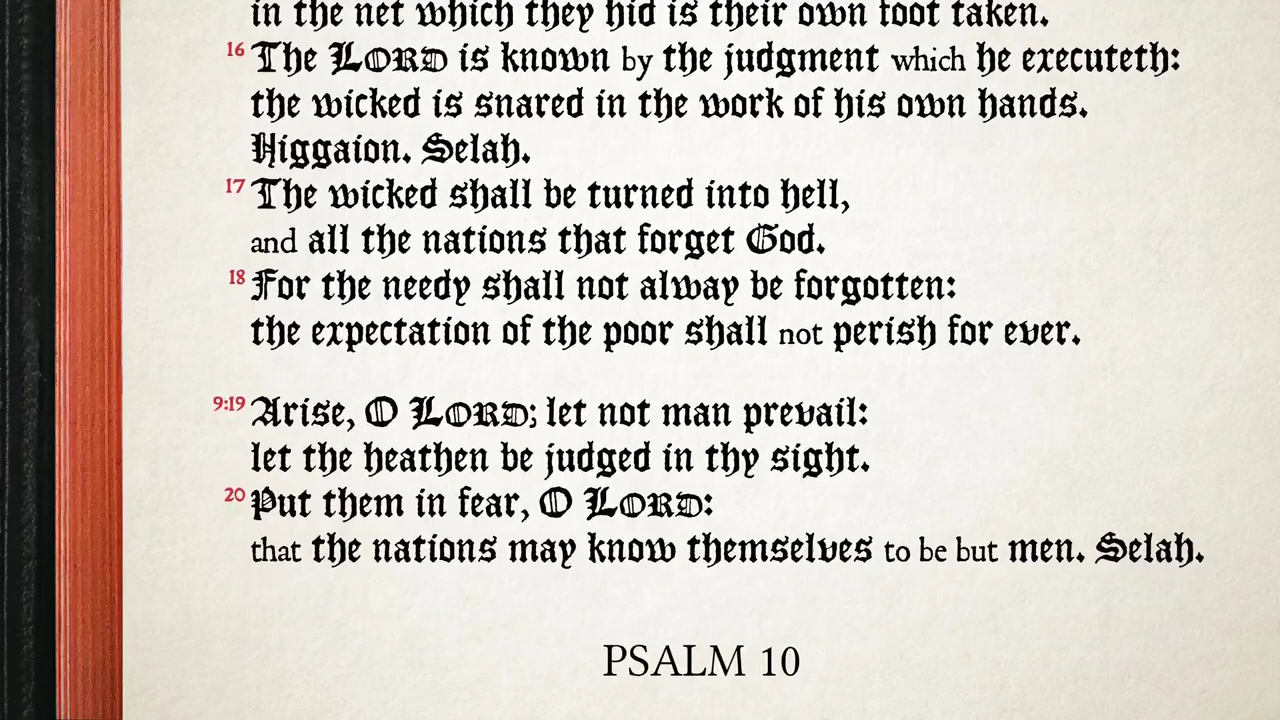 in the net which they hid is their own foot taken.
16 The LORD is known by the judgment which he executeth:
the wicked is snared in the work of his own hands.
Higgaion. Selah.
17 The wicked shall be turned into hell,
and all the nations that forget God.
18 For the needy shall not alway be forgotten:
the expectation of the poor shall not perish for ever.
9:19 Arise, O LORD; let not man prevail:
let the heathen be judged in thy sight.
20 Put them in fear, O LORD:
that the nations may know themselves to be but men. Selah.
PSALM 10